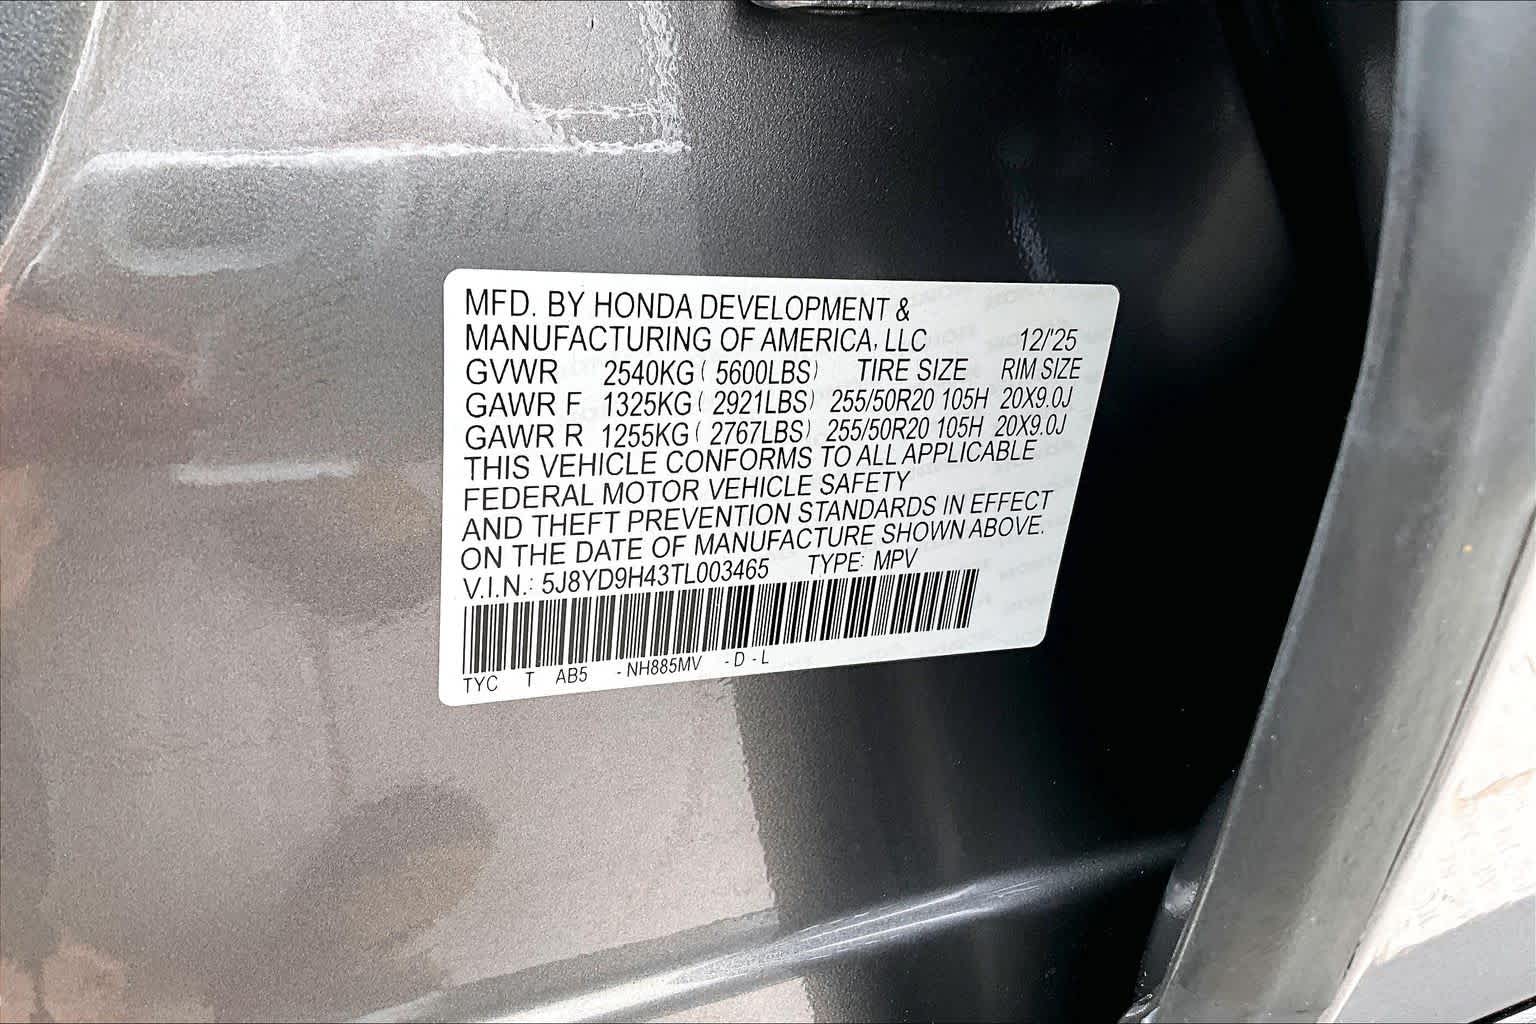 MFD. BY HONDA DEVELOPMENT &
MANUFACTURING OF AMERICA, LLC 12/'25
GVWR 2540KG ( 5600LBS) TIRE SIZE RIM SIZE
GAWR F 1325KG ( 2921LBS) 255/50R20 105H 20X9.0J
GAWR R 1255KG ( 2767LBS) 255/50R20 105H 20X9.0J
THIS VEHICLE CONFORMS TO ALL APPLICABLE
FEDERAL MOTOR VEHICLE SAFETY
AND THEFT PREVENTION STANDARDS IN EFFECT
ON THE DATE OF MANUFACTURE SHOWN ABOVE.
V.I.N.: 5J8YD9H43TL003465 TYPE: MPV
TYC T AB5 - NH885MV - D - L